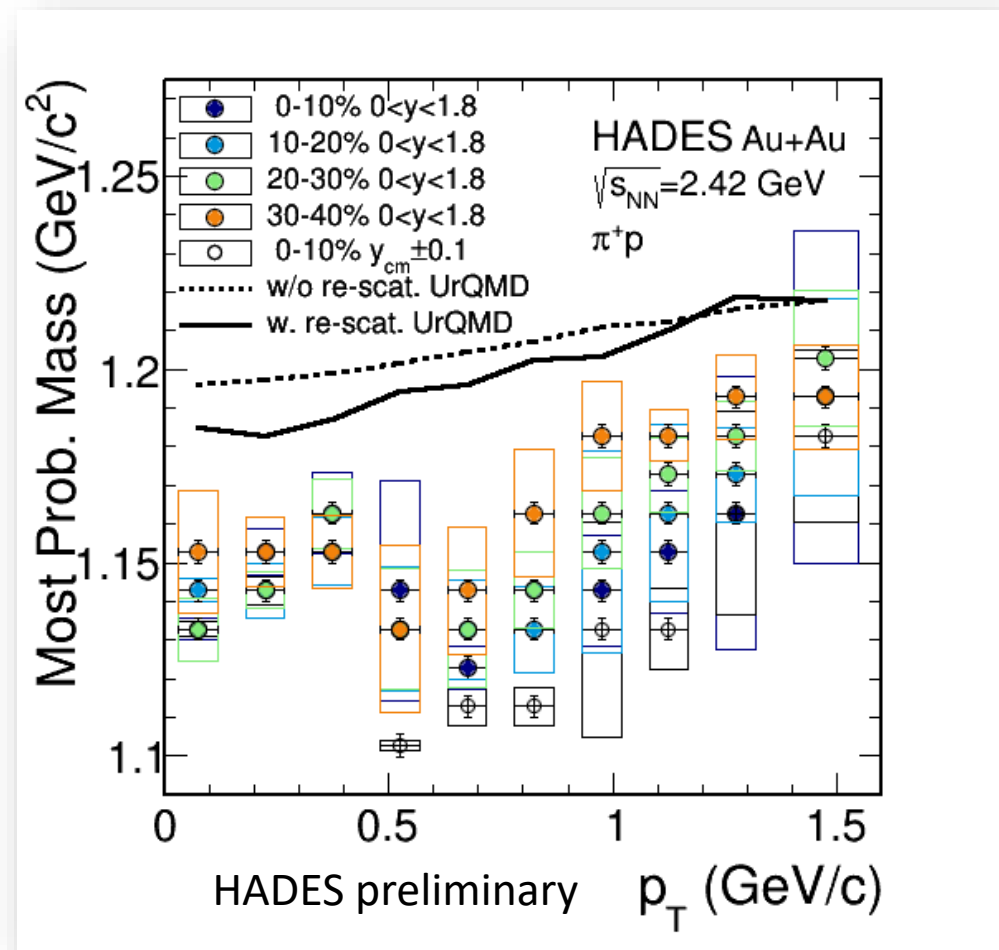 Most Prob. Mass (GeV/c²)
0-10% 0<y<1.8
10-20% 0<y<1.8
20-30% 0<y<1.8
30-40% 0<y<1.8
0-10% y_cm±0.1
w/o re-scat. UrQMD
w. re-scat. UrQMD
HADES Au+Au
√s_NN=2.42 GeV
π⁺p
1.25
1.2
1.15
1.1
0 0.5 1 1.5
HADES preliminary
p_T (GeV/c)